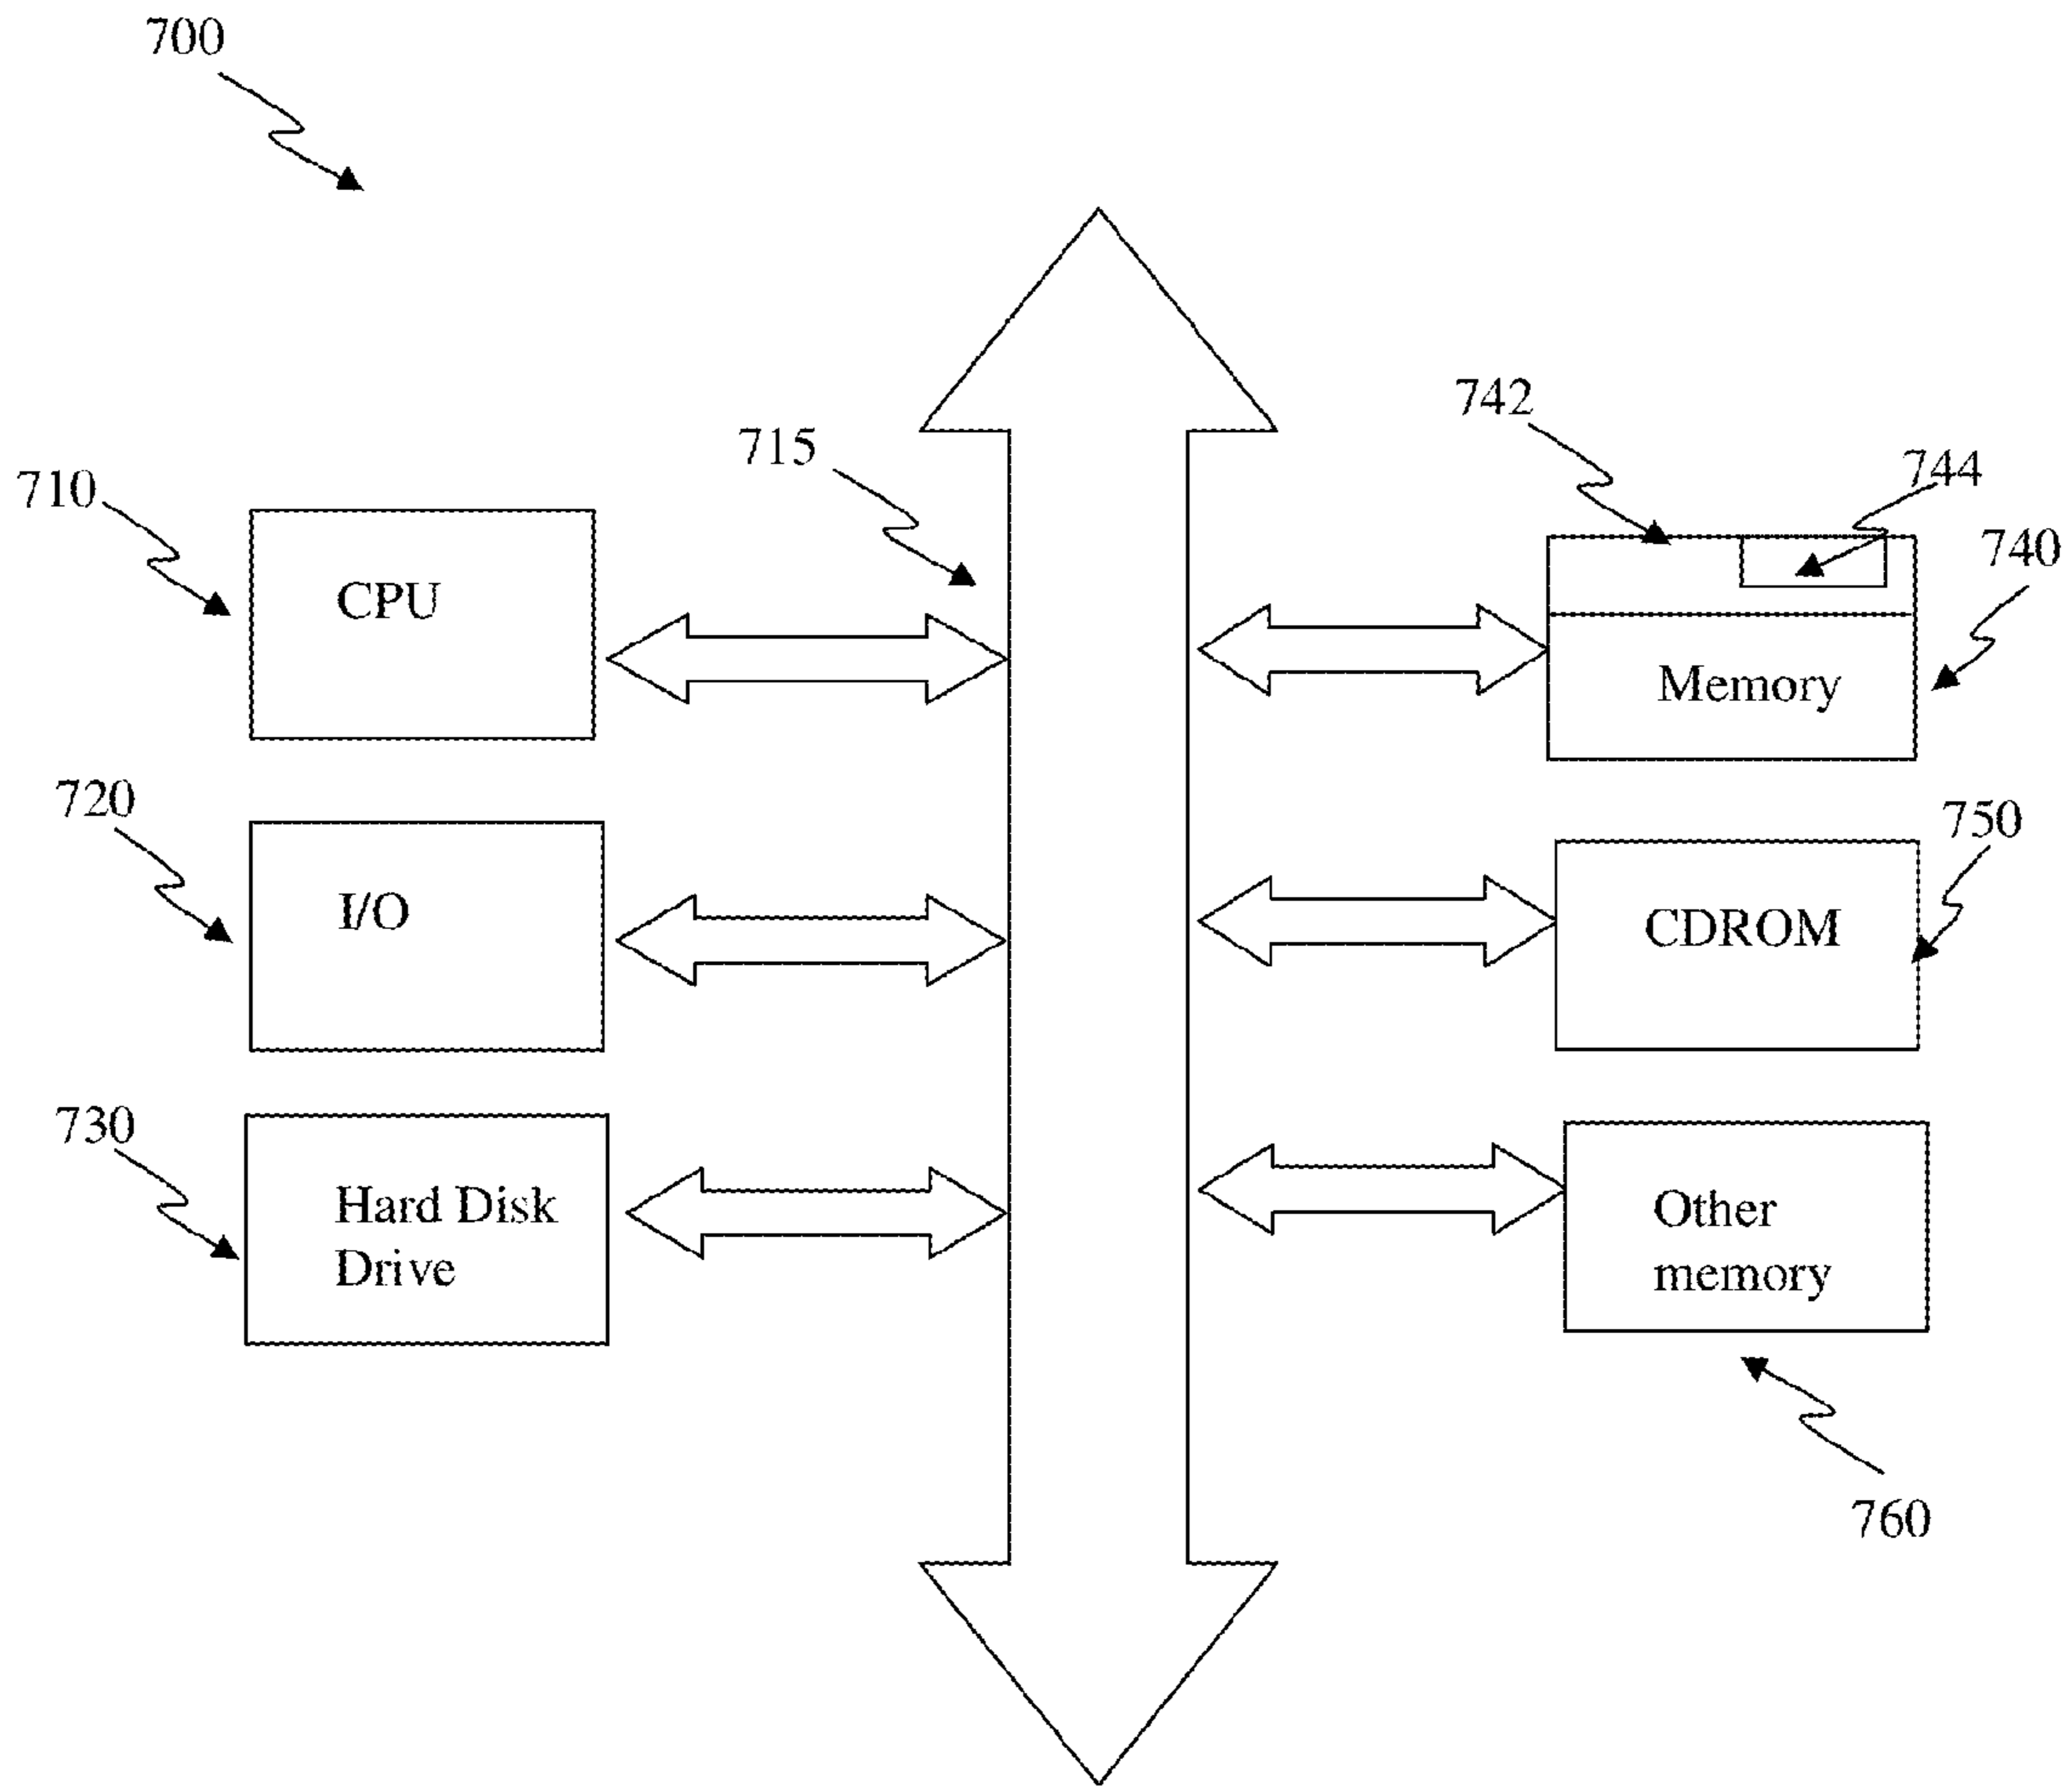 700
742
715
744
710
740
CPU
Memory
720
750
I/O
CDROM
730
Hard Disk
Drive
Other
memory
760